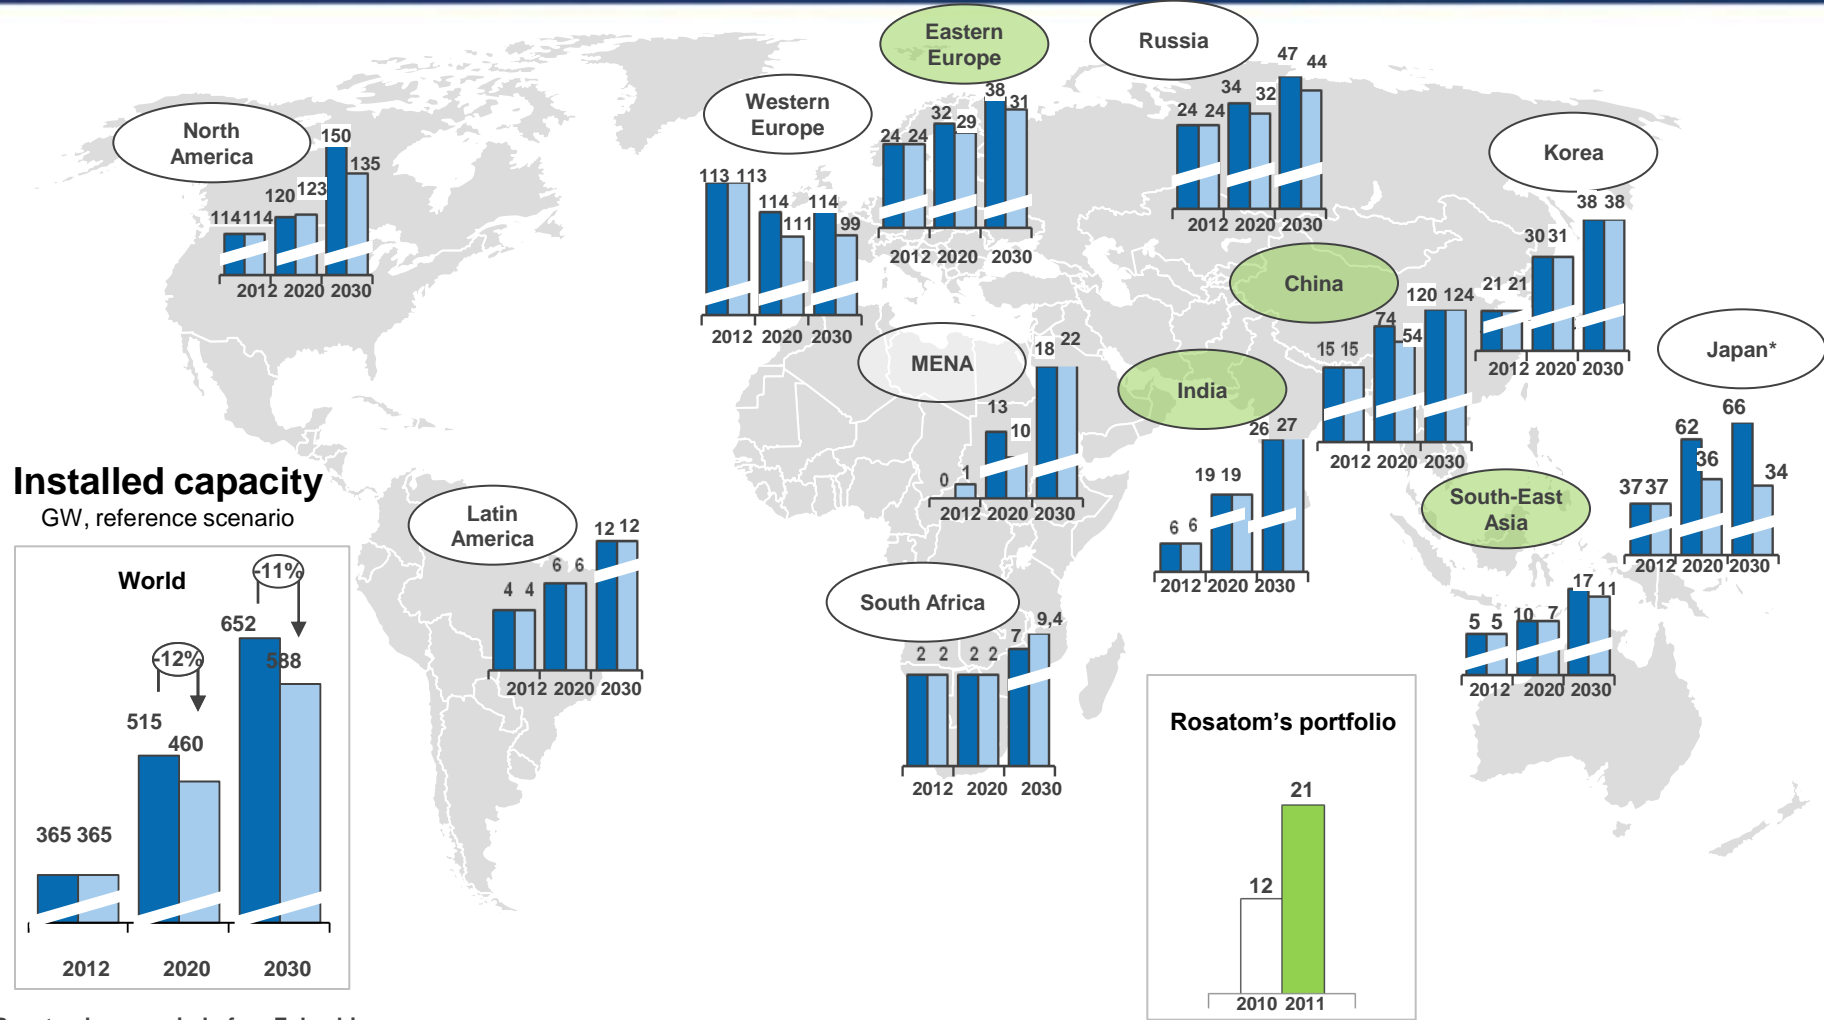 Eastern
Europe
38
32
31
29
24 24
2012 2020 2030
Russia
47
44
34
32
24 24
2012 2020 2030
Western
Europe
113 113
114
111
114
99
2012 2020 2030
North
America
150
135
120
123
114 114
2012 2020 2030
Korea
38 38
30 31
21 21
2012 2020 2030
China
120 124
74
54
15 15
2012 2020 2030
MENA
18
22
13
10
0
1
2012 2020 2030
India
26 27
19 19
6 6
2012 2020 2030
Japan*
66
62
36
34
37 37
2012 2020 2030
South-East
Asia
17
11
10 7
5 5
2012 2020 2030
Latin
America
12 12
6 6
4 4
2012 2020 2030
South Africa
9,4
7
2 2
2 2
2012 2020 2030
Installed capacity
GW, reference scenario
World
-11%
652
588
-12%
515
460
365 365
2012 2020 2030
Rosatom’s portfolio
21
12
2010 2011